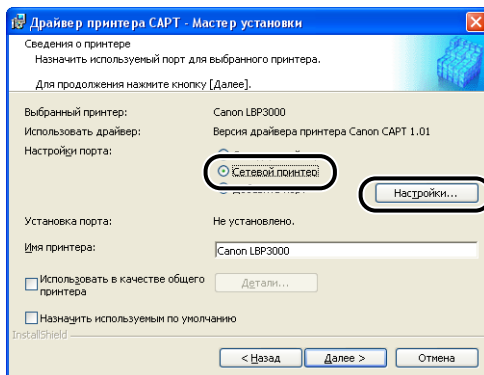 Драйвер принтера CAPT - Мастер установки
Сведения о принтере
Назначить используемый порт для выбранного принтера.
Для продолжения нажмите кнопку [Далее].
Выбранный принтер: Canon LBP3000
Использовать драйвер: Версия драйвера принтера Canon CAPT 1.01
Настройки порта:
Сетевой принтер
Настройки...
Установка порта: Не установлено.
Имя принтера: Canon LBP3000
Использовать в качестве общего принтера
Детали...
Назначить используемым по умолчанию
InstallShield
< Назад Далее > Отмена